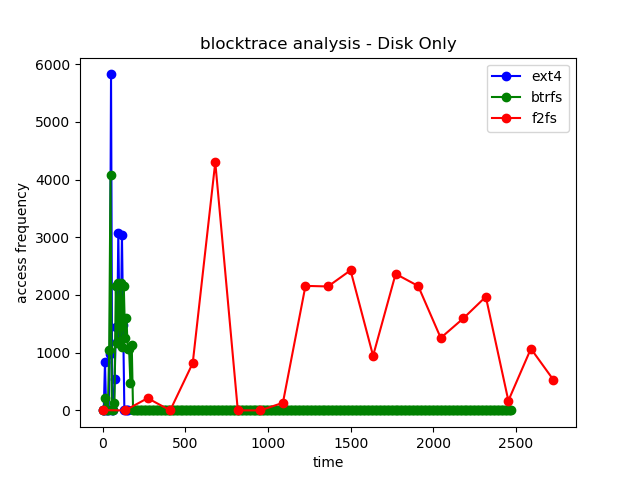 blocktrace analysis - Disk Only
ext4
btrfs
f2fs
access frequency
6000
5000
4000
3000
2000
1000
0
0
500
1000
1500
2000
2500
time